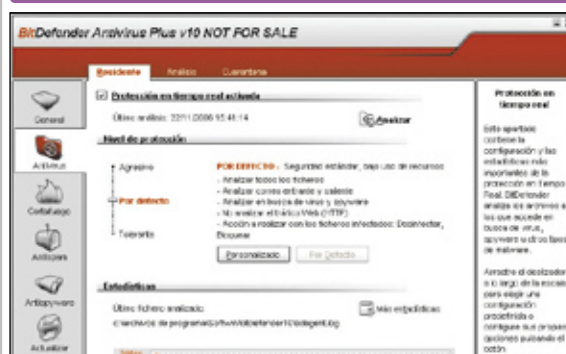 BitDefender Antivirus Plus v10 NOT FOR SALE
Residente Análisis Cuarentena
General
Antivirus
Cortafuego
Antispam
Antispyware
Actualizar
Protección en tiempo real activada
Último análisis: 22/11/2006 15:48:14
Analizar
Nivel de protección
Agresivo
Por defecto
Tolerante
POR DEFECTO - Seguridad estándar, bajo uso de recursos
- Analizar todos los ficheros
- Analizar correo entrante y saliente
- Analizar en busca de virus y spyware
- No analizar el tráfico Web (HTTP)
- Acción a realizar con los ficheros infectados: Desinfectar,
Bloquear
Personalizado Por Defecto
Estadísticas
Último fichero analizado:
Más estadísticas
Protección en
tiempo real
Este apartado
contiene la
configuración y las
estadísticas más
importantes de la
protección en Tiempo
Real. BitDefender
analiza los archivos a
los que accede en
busca de virus,
spyware u otros tipos
de malware.
Arrastre el deslizador
a lo largo de la escala
para elegir una
configuración
predefinida o
configure sus propias
opciones pulsando el
botón